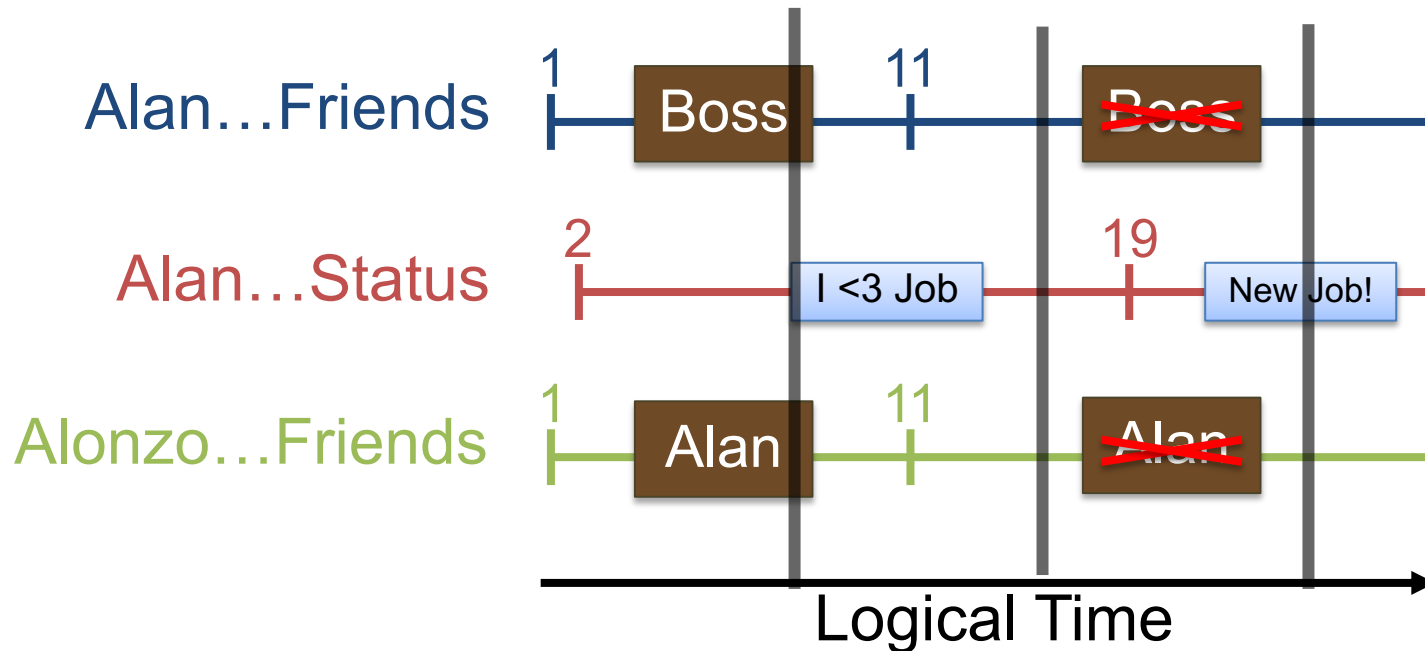 1 11
Alan…Friends Boss Boss
2 19
Alan…Status I <3 Job New Job!
1 11
Alonzo…Friends Alan Alan
Logical Time